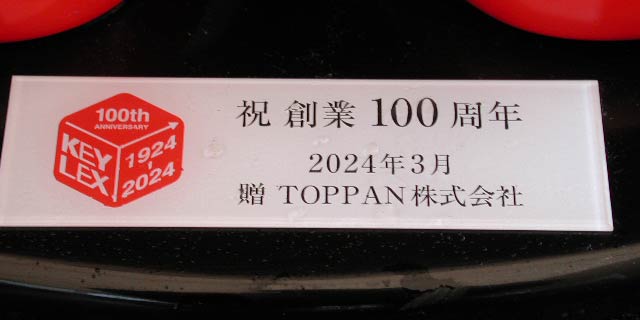 100th
ANNIVERSARY
KEY
LEX
1924
2024
祝 創業 100 周年
2024年3月
贈 TOPPAN株式会社